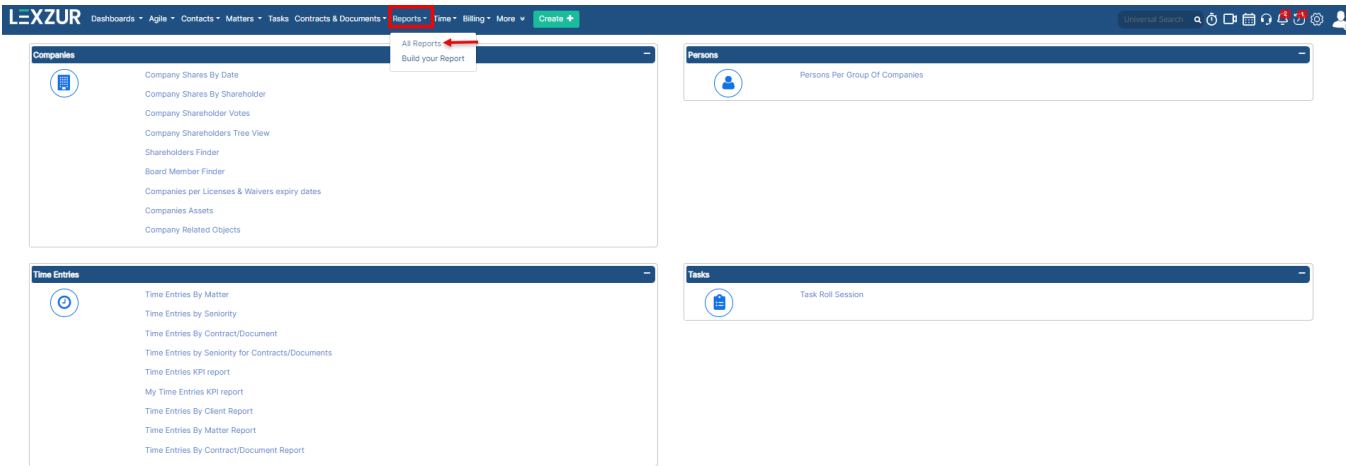 LEXZUR Dashboards Agile Contacts Matters Tasks Contracts & Documents Reports Time Billing More Create + Universal Search
All Reports
Build your Report
Companies
Company Shares By Date
Company Shares By Shareholder
Company Shareholder Votes
Company Shareholders Tree View
Shareholders Finder
Board Member Finder
Companies per Licenses & Waivers expiry dates
Companies Assets
Company Related Objects
Persons
Persons Per Group Of Companies
Time Entries
Time Entries By Matter
Time Entries by Seniority
Time Entries By Contract/Document
Time Entries by Seniority for Contracts/Documents
Time Entries KPI report
My Time Entries KPI report
Time Entries By Client Report
Time Entries By Matter Report
Time Entries By Contract/Document Report
Tasks
Task Roll Session